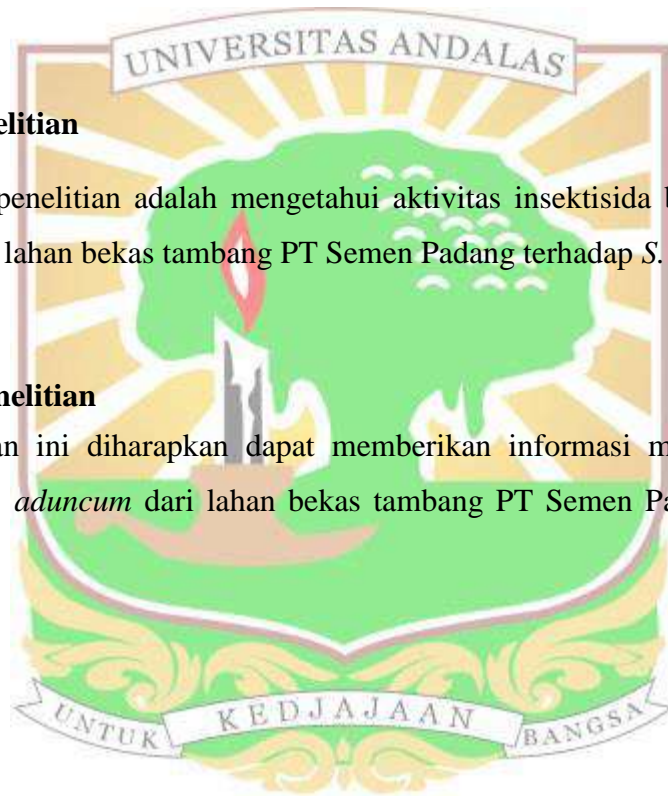 UNIVERSITAS ANDALAS
elitian
penelitian adalah mengetahui aktivitas insektisida
lahan bekas tambang PT Semen Padang terhadap S.
nelitian
an ini diharapkan dapat memberikan informasi
aduncum dari lahan bekas tambang PT Semen
UNTUK KEDJAJAAN BANGSA